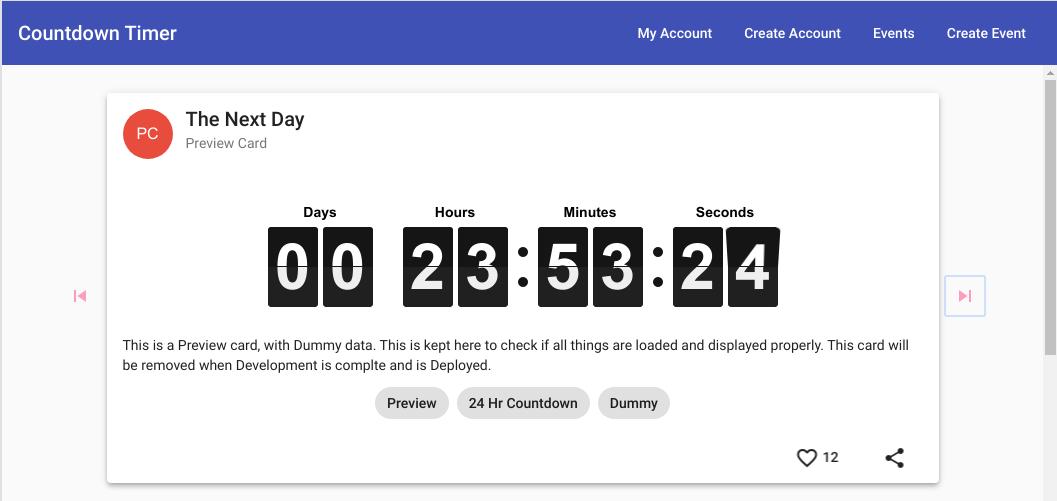 Countdown Timer
My Account Create Account Events Create Event
PC
The Next Day
Preview Card
Days Hours Minutes Seconds
00 23:53:24
This is a Preview card, with Dummy data. This is kept here to check if all things are loaded and displayed properly. This card will
be removed when Development is complte and is Deployed.
Preview 24 Hr Countdown Dummy
12